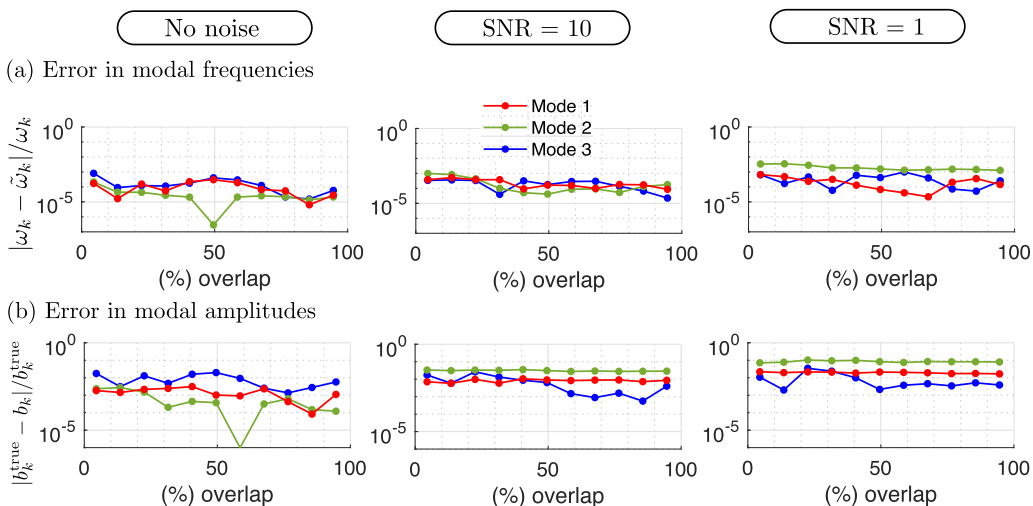 No noise
SNR = 10
SNR = 1
(a) Error in modal frequencies
|ω_k − ω̃_k|/ω_k
10^0
10^-5
0 50 100
(%) overlap
Mode 1
Mode 2
Mode 3
10^0
10^-5
0 50 100
(%) overlap
10^0
10^-5
0 50 100
(%) overlap
(b) Error in modal amplitudes
|b_k^true − b_k|/b_k^true
10^0
10^-5
0 50 100
(%) overlap
10^0
10^-5
0 50 100
(%) overlap
10^0
10^-5
0 50 100
(%) overlap